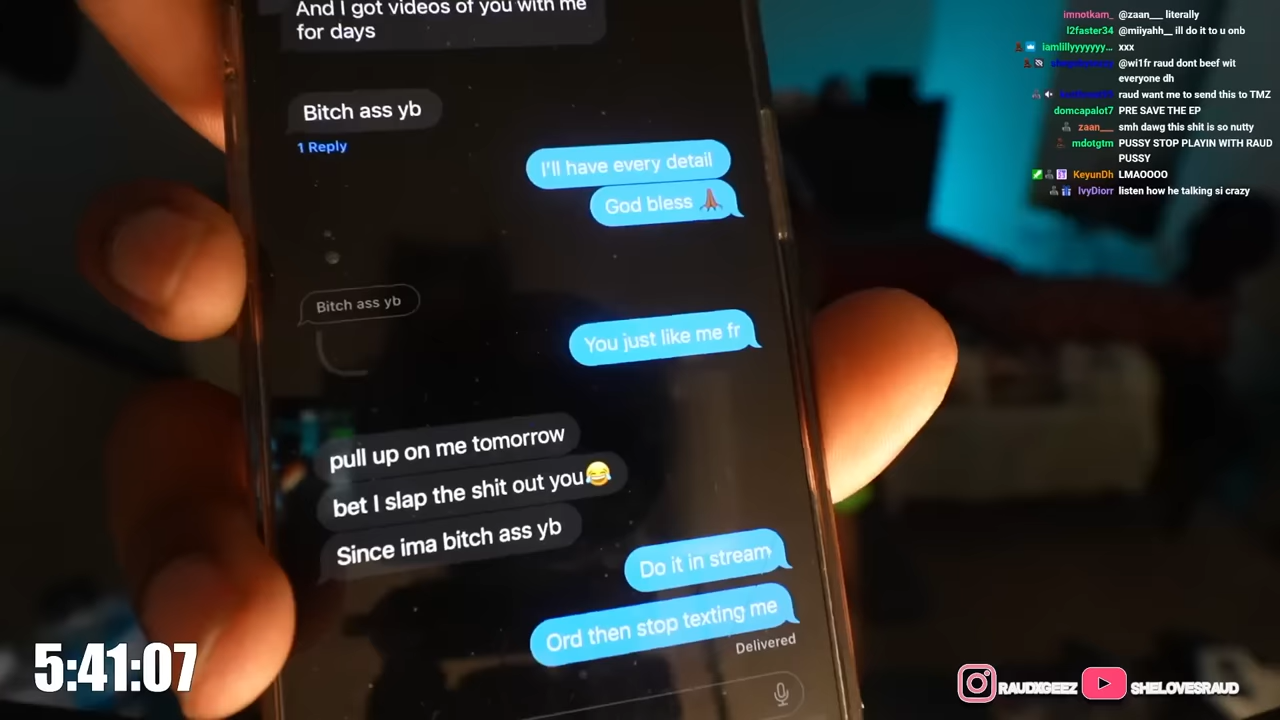 And I got videos of you with me
for days
Bitch ass yb
1 Reply
I'll have every detail
God bless 🙏🏾
Bitch ass yb
You just like me fr
pull up on me tomorrow
bet I slap the shit out you😂
Since ima bitch ass yb
Do it in stream
Ord then stop texting me
Delivered
imnotkam_ @zaan___ literally
l2faster34 @miiyahh__ ill do it to u onb
iamlillyyyyyy… xxx
@wi1fr raud dont beef wit
everyone dh
raud want me to send this to TMZ
domcapalot7 PRE SAVE THE EP
zaan___ smh dawg this shit is so nutty
mdotgtm PUSSY STOP PLAYIN WITH RAUD
PUSSY
KeyunDh LMAOOOO
IvyDiorr listen how he talking si crazy
5:41:07
RAUDXGEEZ SHELOVESRAUD